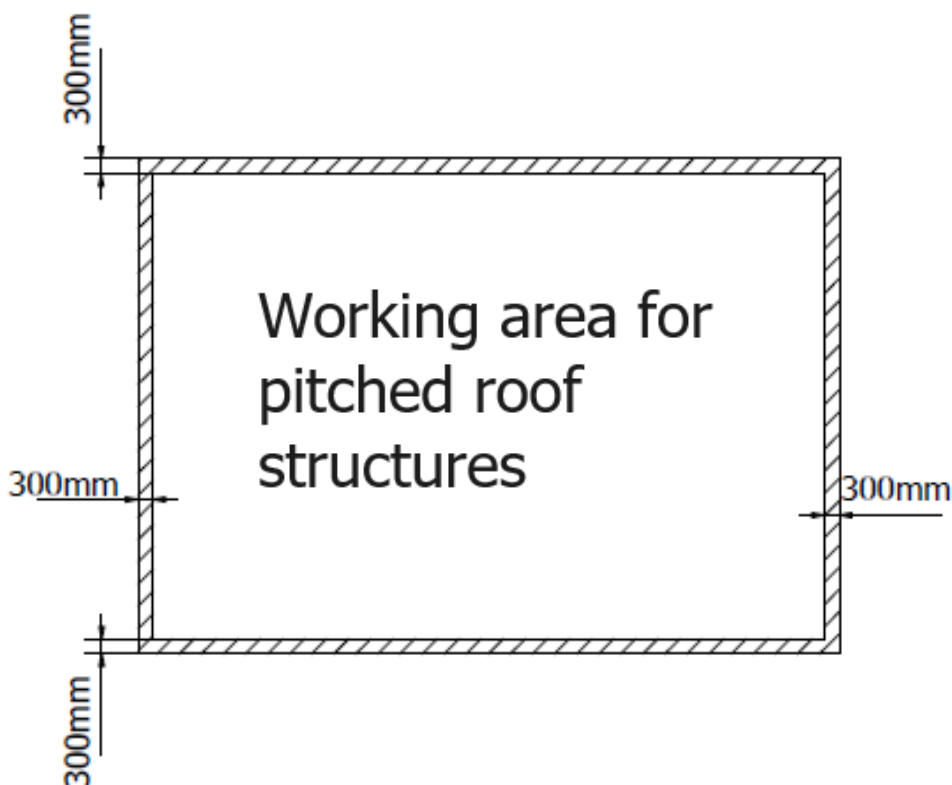 300mm
Working area for
pitched roof
structures
300mm
300mm
300mm